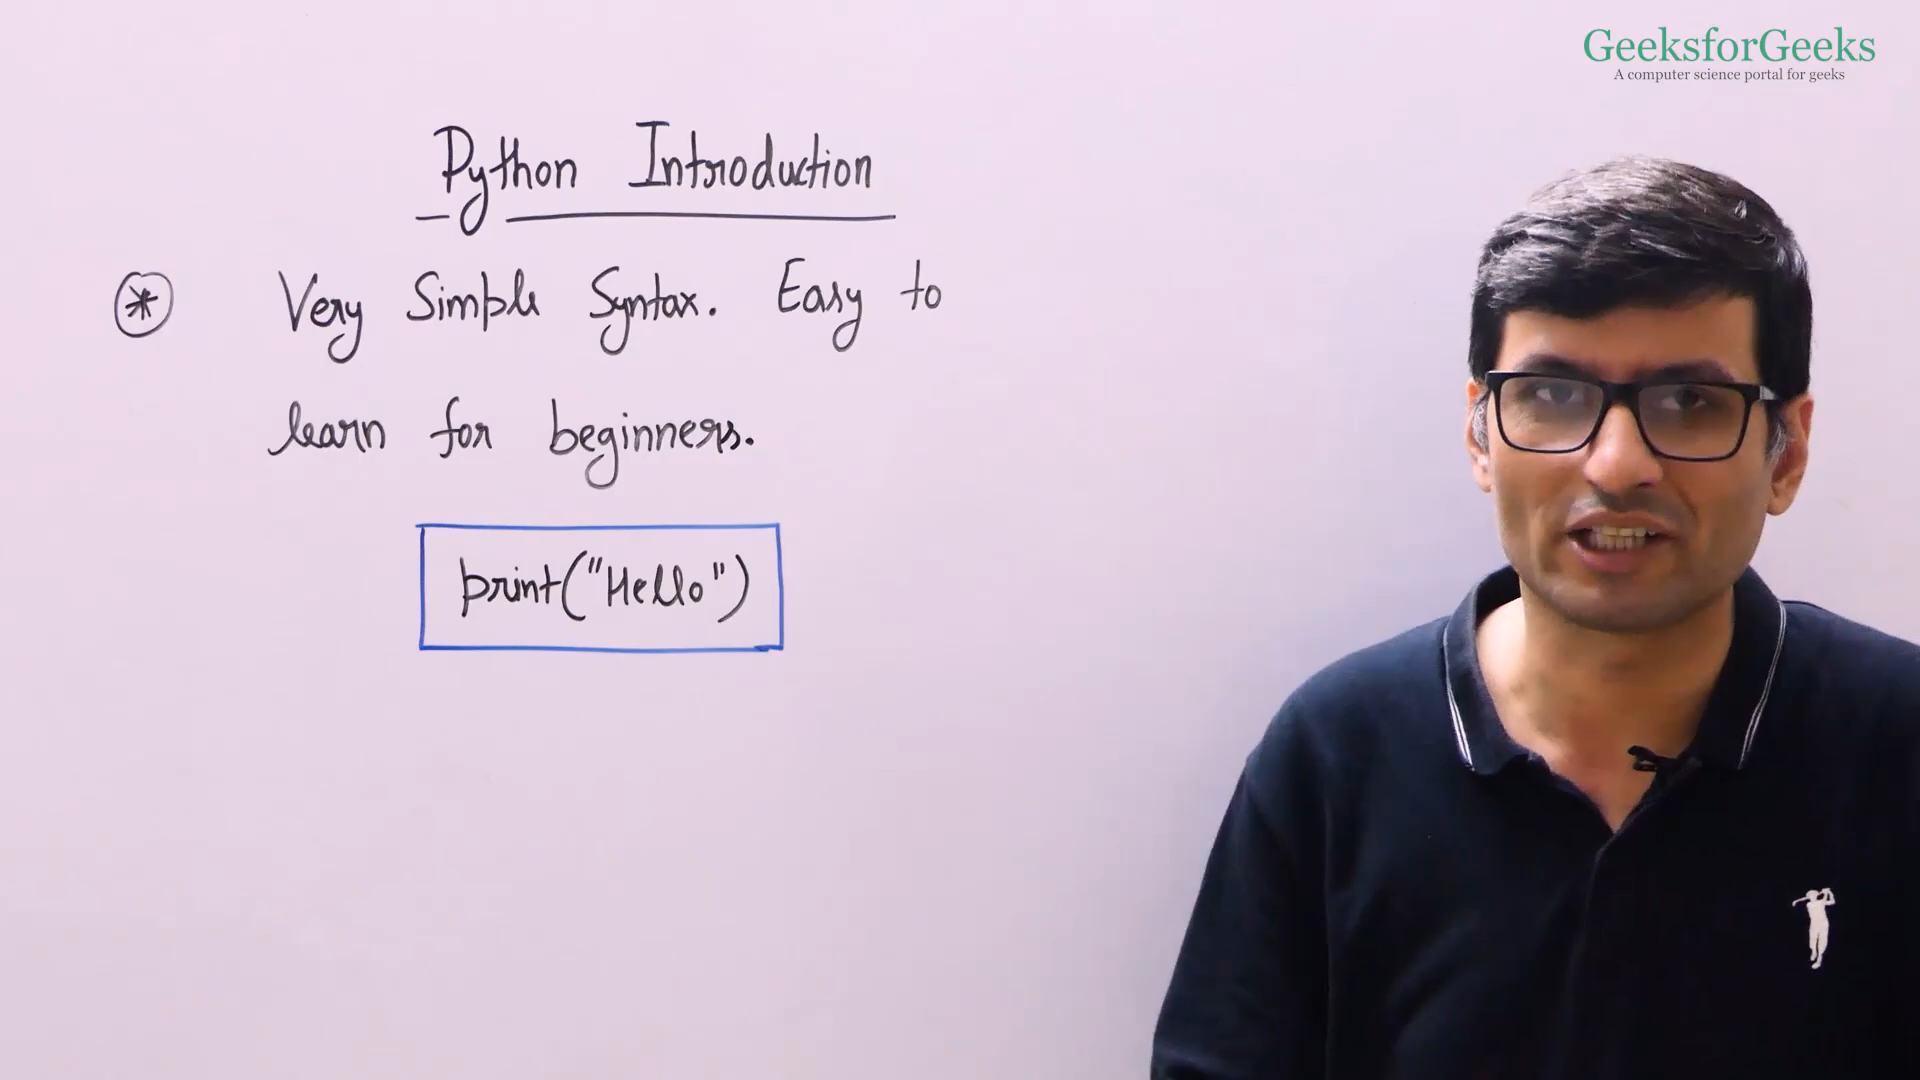 GeeksforGeeks
A computer science portal for geeks
Python Introduction
* Very Simple Syntax. Easy to
learn for beginners.
print("Hello")